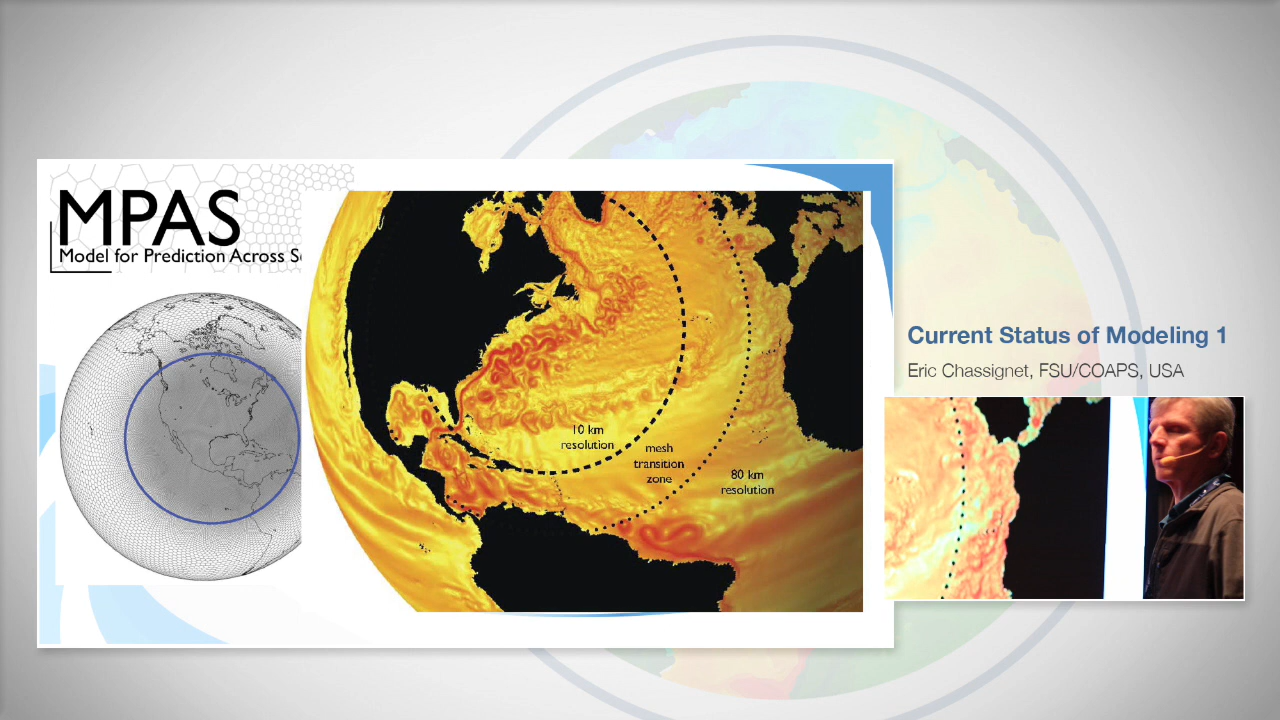 MPAS
Model for Prediction Across S
10 km
resolution
mesh
transition
zone
80 km
resolution
Current Status of Modeling 1
Eric Chassignet, FSU/COAPS, USA